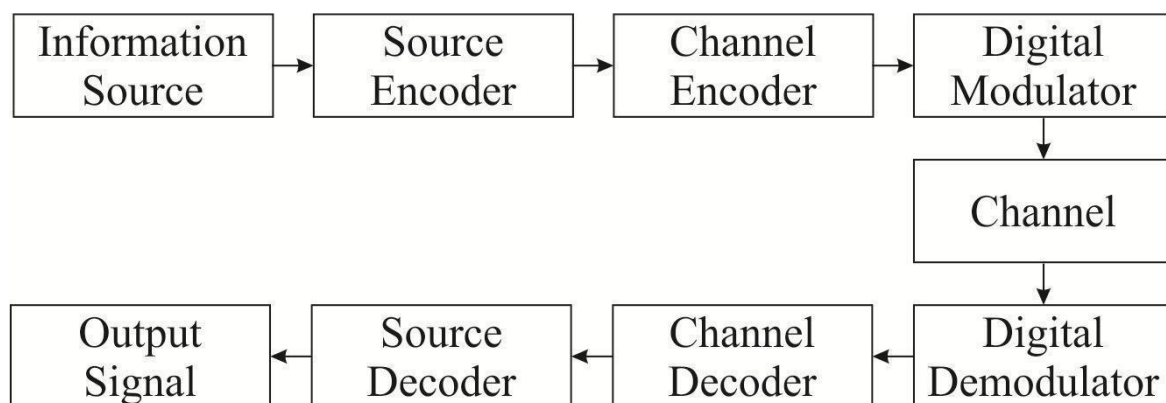 Information
Source
Source
Encoder
Channel
Encoder
Digital
Modulator
Channel
Output
Signal
Source
Decoder
Channel
Decoder
Digital
Demodulator